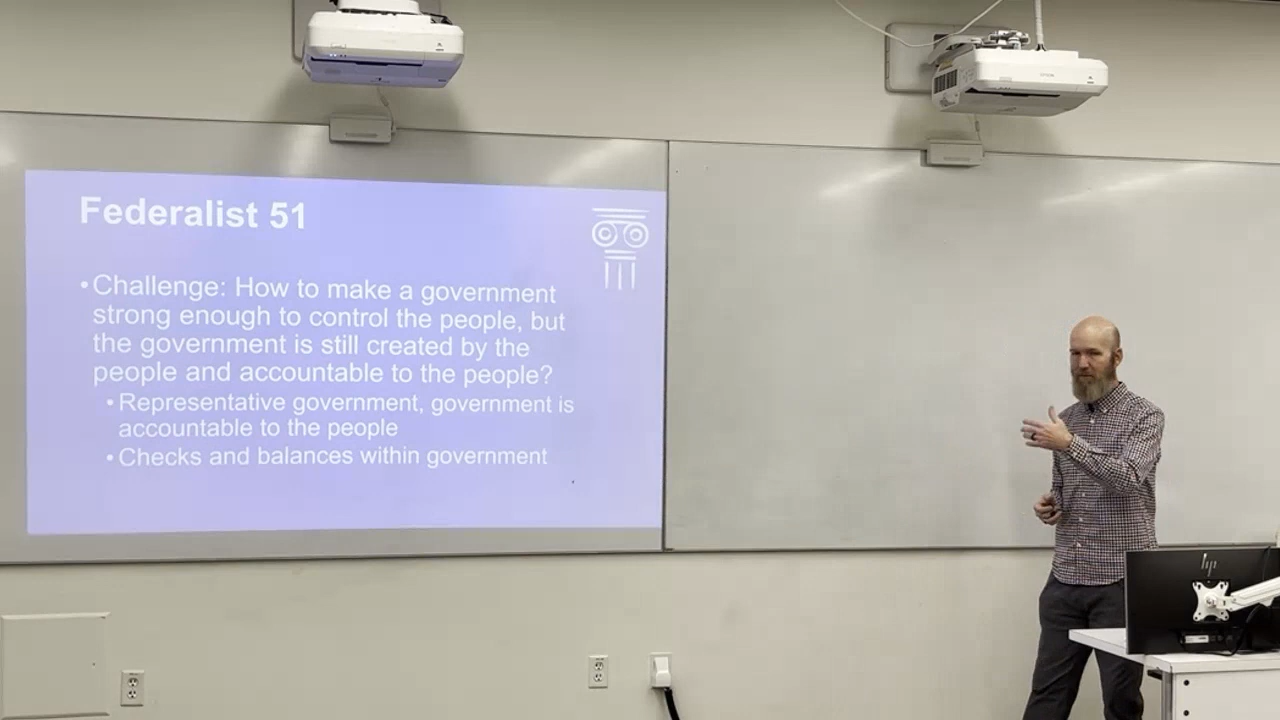 Federalist 51
•Challenge: How to make a government
strong enough to control the people, but
the government is still created by the
people and accountable to the people?
•Representative government, government is
accountable to the people
•Checks and balances within government
hp